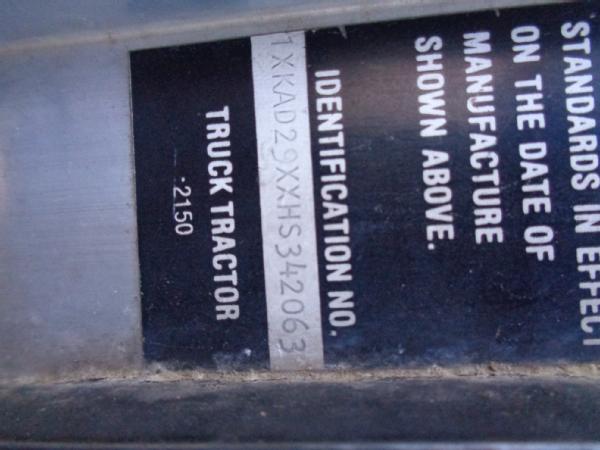 STANDARDS IN EFFECT
ON THE DATE OF
MANUFACTURE
SHOWN ABOVE.
IDENTIFICATION NO.
1XKAD29XXHS342063
TRUCK TRACTOR
·2150